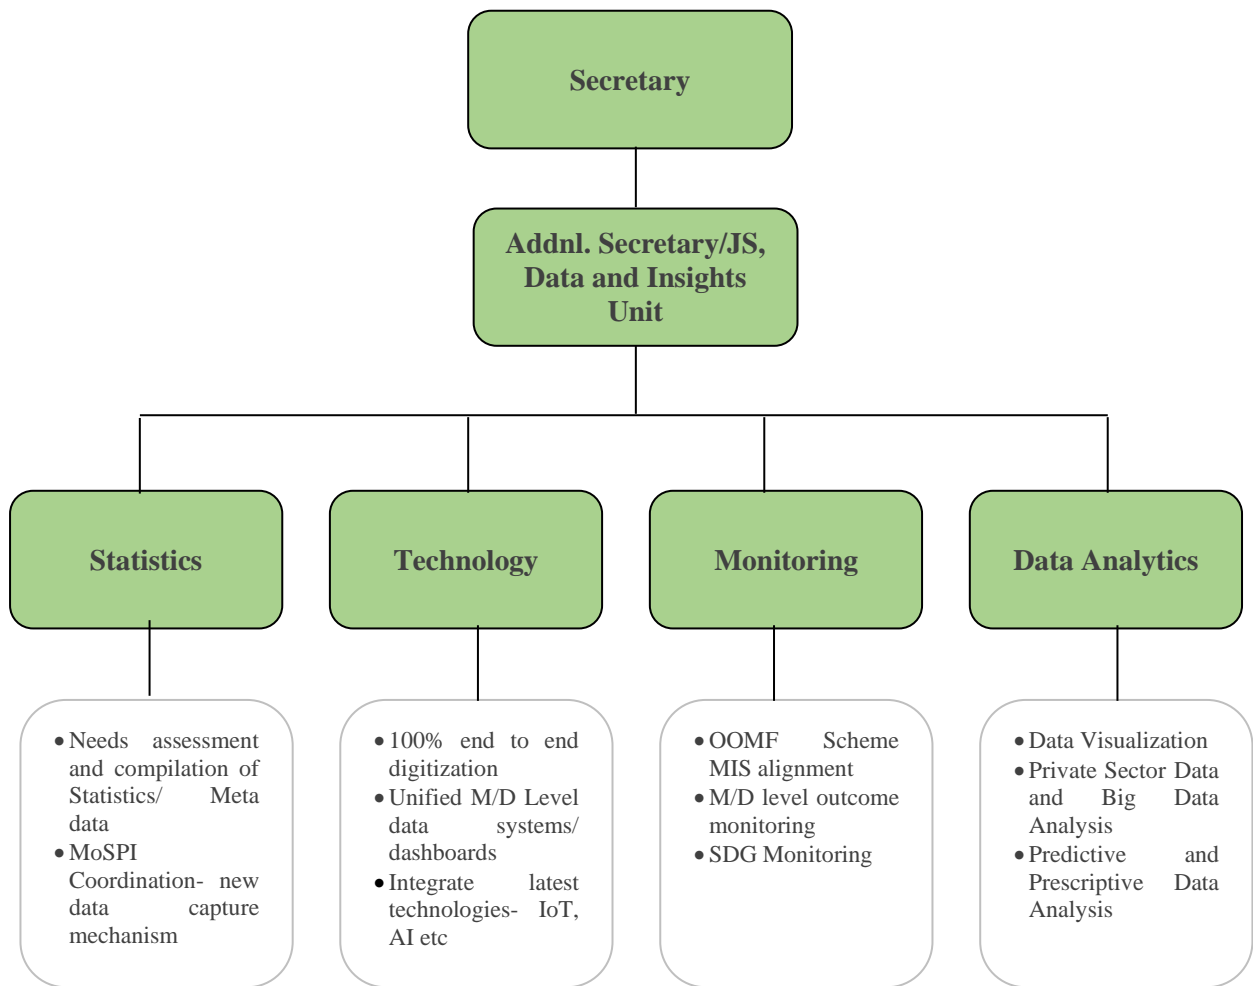 Secretary
Addnl. Secretary/JS,
Data and Insights
Unit
Statistics
Technology
Monitoring
Data Analytics
• Needs assessment
and compilation of
Statistics/ Meta
data
• MoSPI
Coordination- new
data capture
mechanism
• 100% end to end
digitization
• Unified M/D Level
data systems/
dashboards
• Integrate latest
technologies- IoT,
AI etc
• OOMF Scheme
MIS alignment
• M/D level outcome
monitoring
• SDG Monitoring
• Data Visualization
• Private Sector Data
and Big Data
Analysis
• Predictive and
Prescriptive Data
Analysis